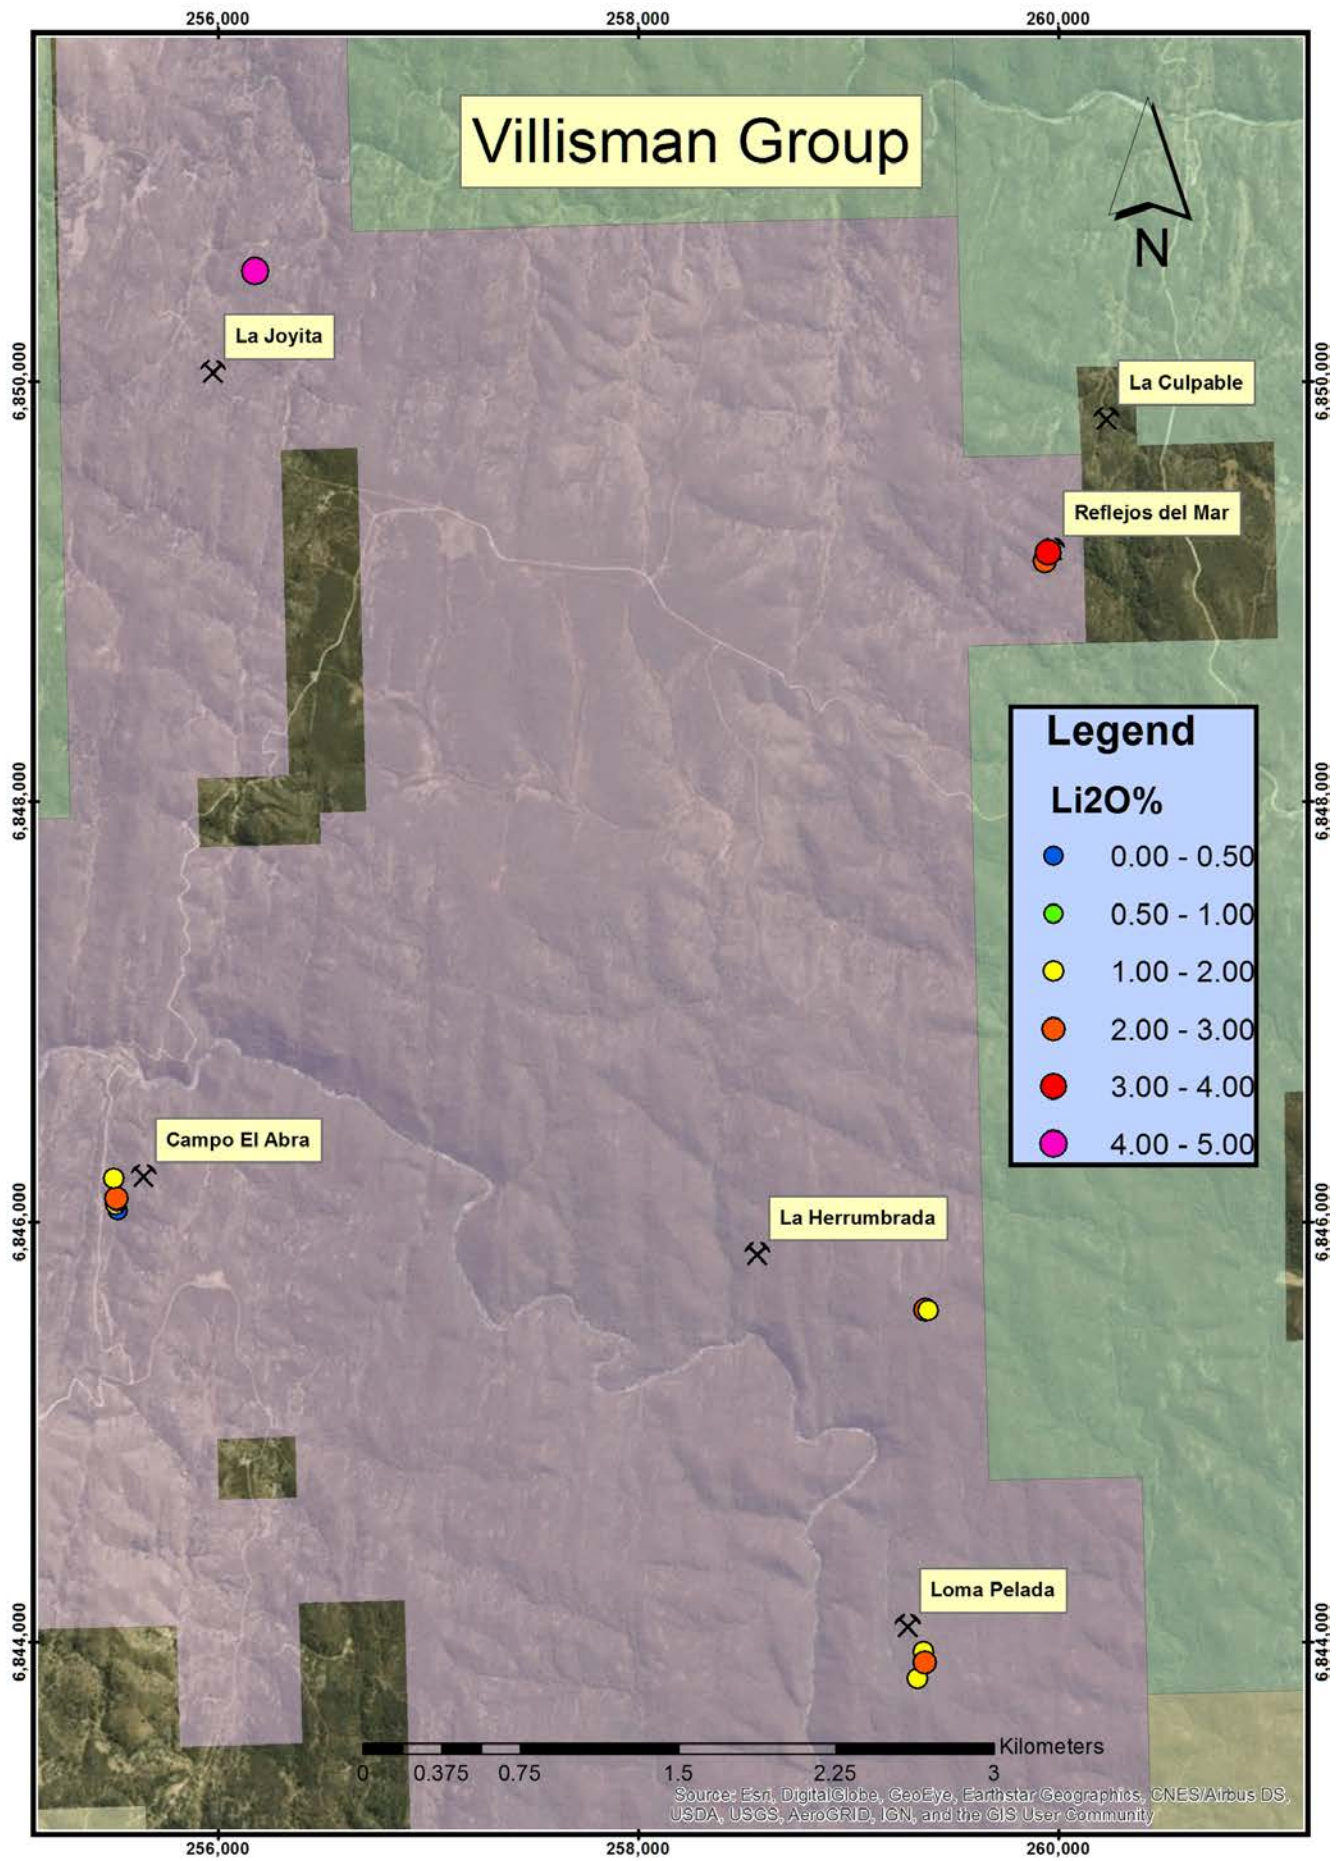 256,000
258,000
260,000
Villisman Group
N
La Joyita
6,850,000
6,850,000
La Culpable
Reflejos del Mar
Legend
Li2O%
0.00 - 0.50
0.50 - 1.00
1.00 - 2.00
2.00 - 3.00
3.00 - 4.00
4.00 - 5.00
6,848,000
6,848,000
Campo El Abra
La Herrumbrada
6,846,000
6,846,000
Loma Pelada
6,844,000
6,844,000
Kilometers
0 0.375 0.75 1.5 2.25 3
Source: Esri, DigitalGlobe, GeoEye, Earthstar Geographics, CNES/Airbus DS,
USDA, USGS, AeroGRID, IGN, and the GIS User Community
256,000
258,000
260,000